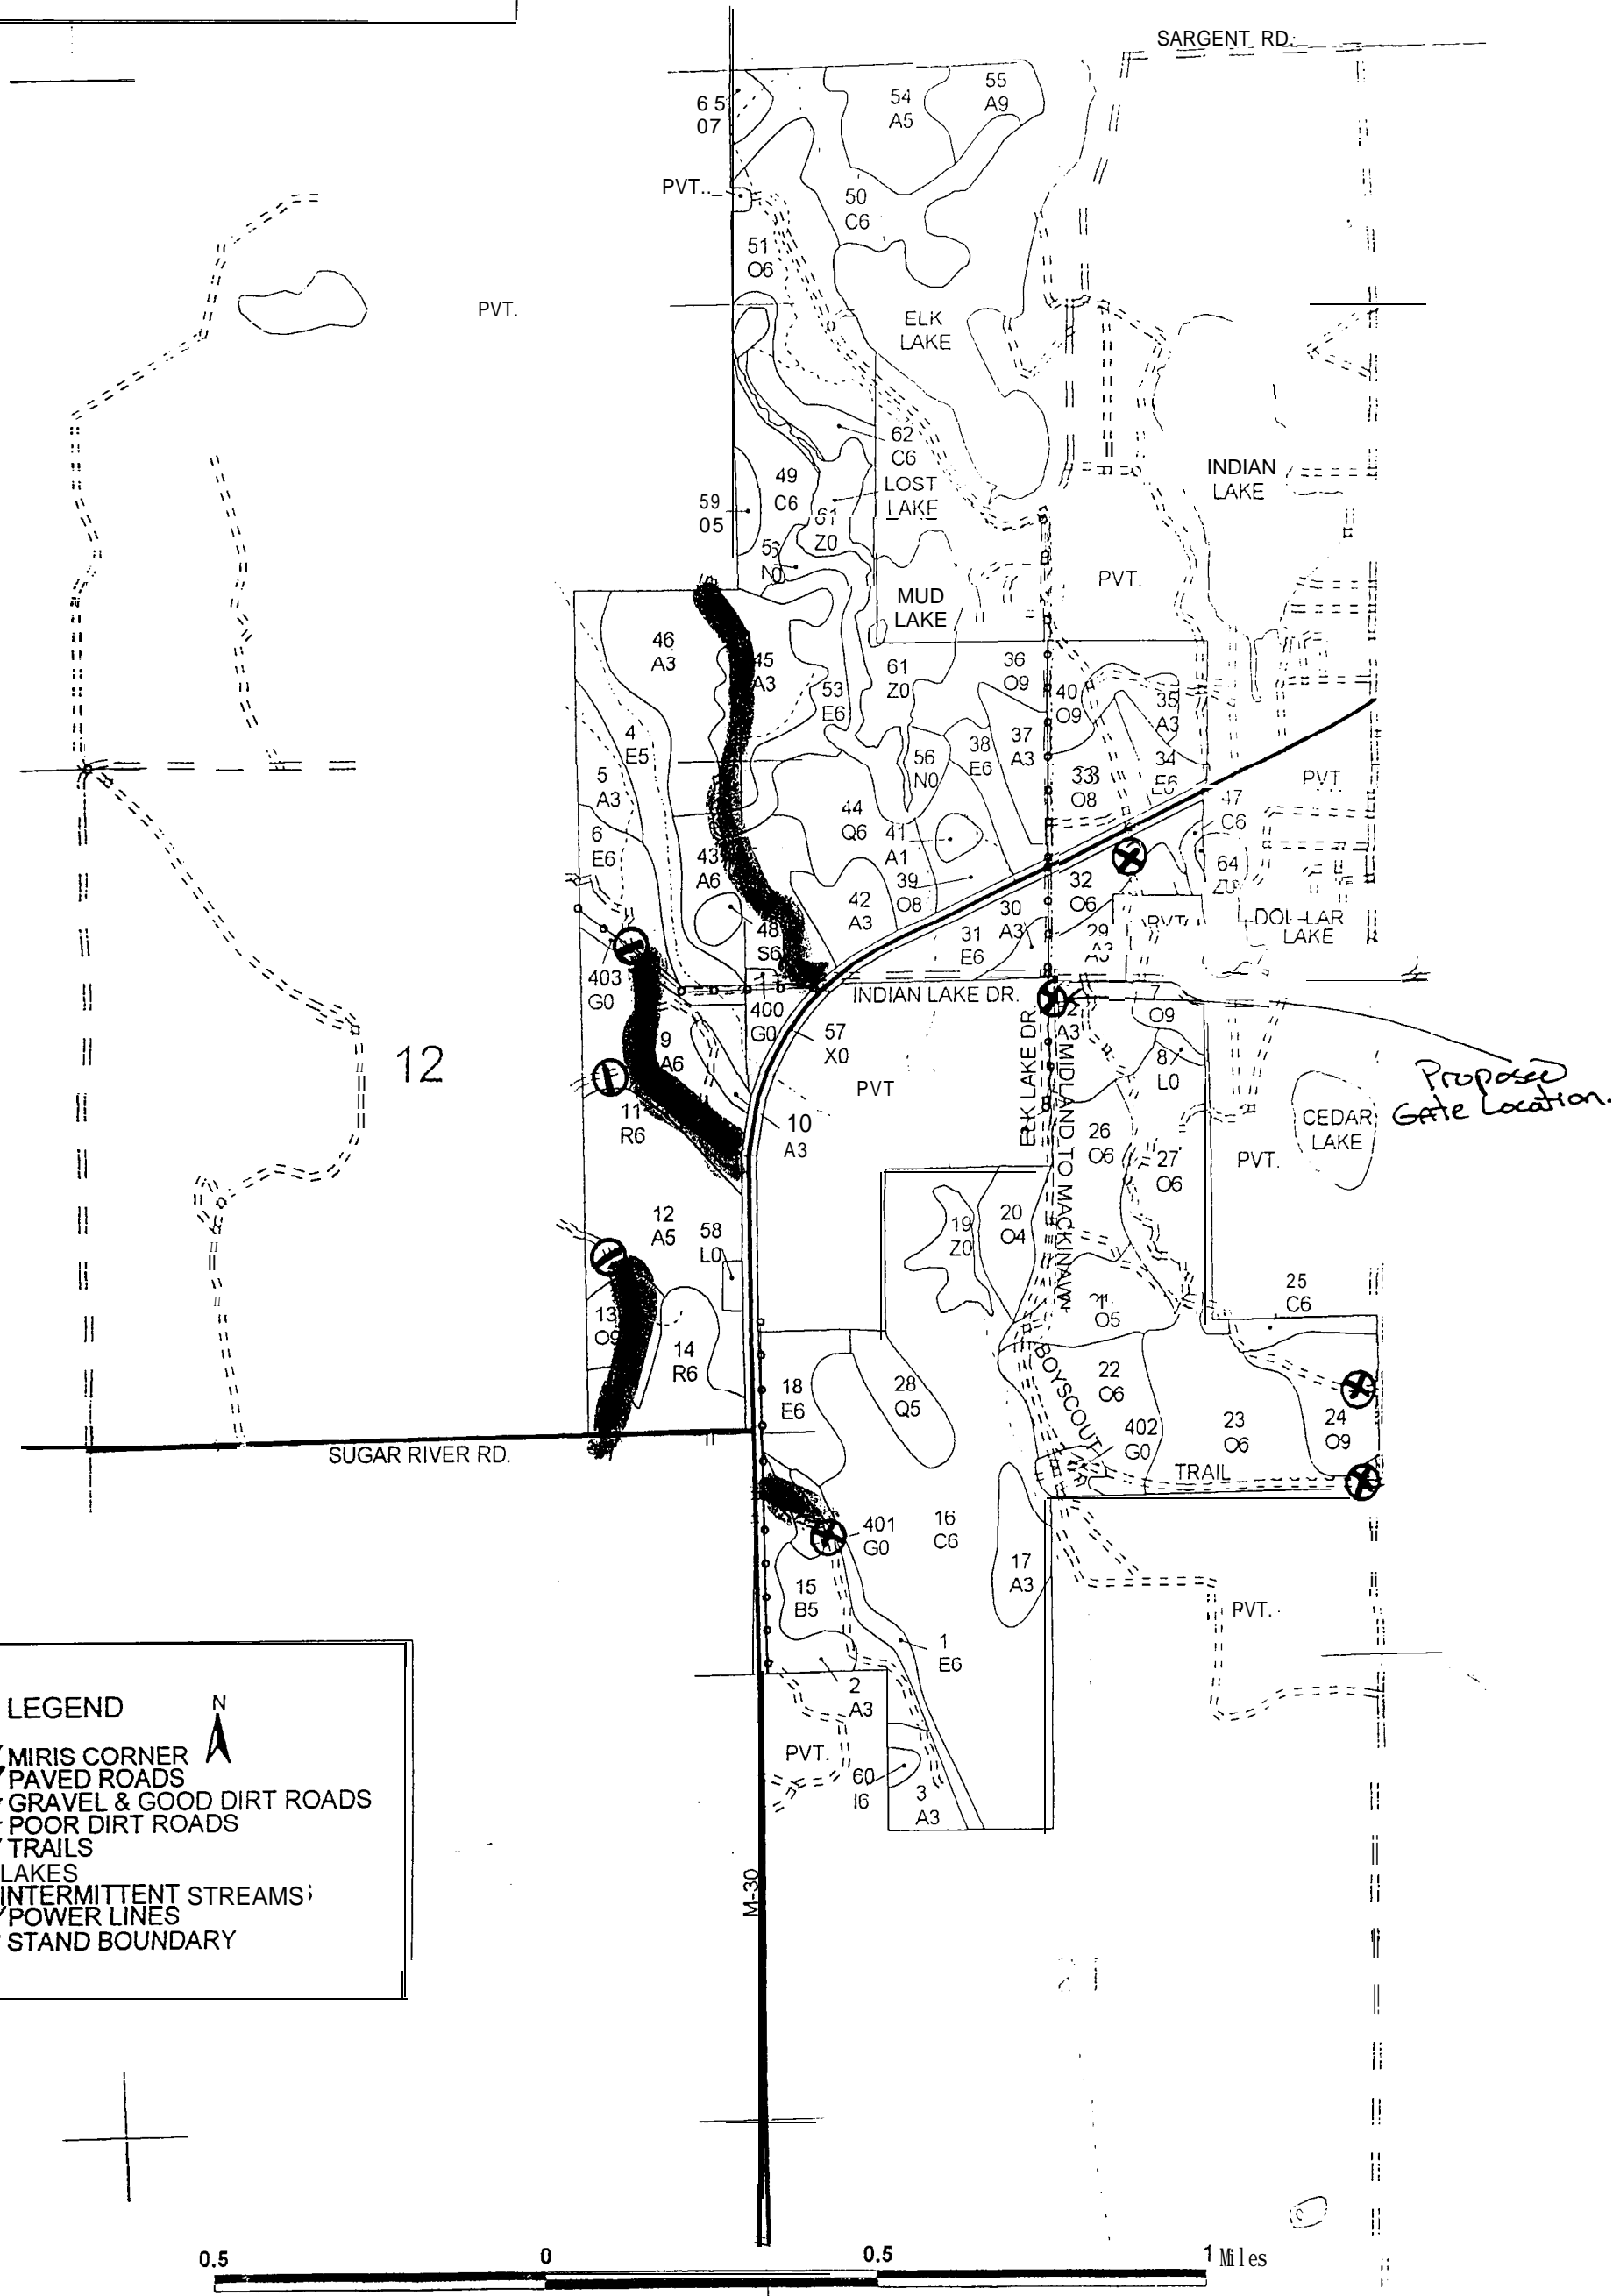 SARGENT RD.
55
A9
54
A5
6 5
07
PVT..
50
C6
51
O6
PVT.
ELK
LAKE
62
C6
INDIAN
LAKE
49
C6
LOST
LAKE
59
05
61
Z0
N0
PVT.
MUD
LAKE
46
A3
45
A3
61
Z0
36
O9
53
E6
40
O9
35
A3
4
E5
37
A3
38
E6
56
N0
34
E6
5
A3
33
O8
PVT.
47
C6
44
Q6
41
A1
6
E6
43
A6
64
Z0
39
O8
32
O6
42
A3
30
A3
29
A3
PVT.
DOLLAR
LAKE
31
E6
48
S6
403
G0
INDIAN LAKE DR.
7
O9
400
G0
A3
57
X0
9
A6
8
L0
12
PVT
Proposed
Gate Location.
ELK LAKE DR.
MIDLAND TO MACKINAW
11
R6
10
A3
26
O6
CEDAR
LAKE
27
O6
PVT.
12
A5
58
L0
19
Z0
20
O4
25
C6
O5
13
O9
14
R6
BOYSCOUT
22
O6
18
E6
28
Q5
402
G0
23
O6
24
O9
SUGAR RIVER RD.
TRAIL
401
G0
16
C6
17
A3
15
B5
PVT.
1
E6
2
A3
PVT.
60
I6
3
A3
LEGEND
N
MIRIS CORNER
PAVED ROADS
GRAVEL & GOOD DIRT ROADS
POOR DIRT ROADS
TRAILS
LAKES
INTERMITTENT STREAMS
POWER LINES
STAND BOUNDARY
M-30
21
0.5 0 0.5 1 Miles